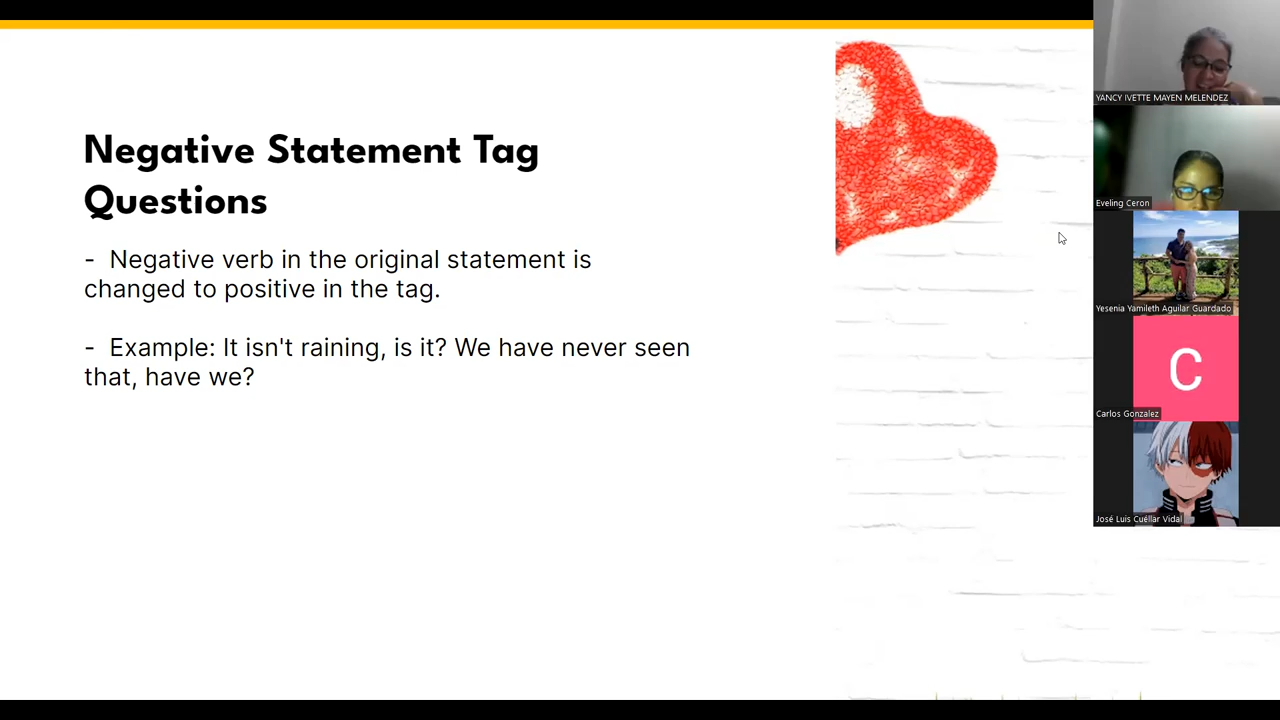 Negative Statement Tag
Questions
- Negative verb in the original statement is
changed to positive in the tag.
- Example: It isn't raining, is it? We have never seen
that, have we?
YANCY IVETTE MAYEN MELENDEZ
Eveling Ceron
Yesenia Yamileth Aguilar Guardado
C
Carlos Gonzalez
José Luis Cuéllar Vidal